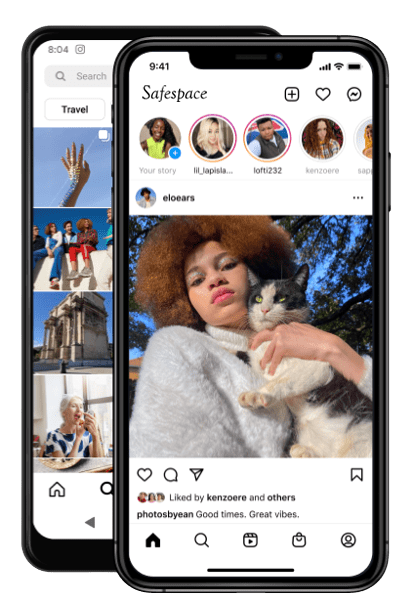 8:04
Search
Travel
9:41
Safespace
Your story
lil_lapisla...
lofti232
kenzoere
sap
eloears
Liked by kenzoere and others
photosbyean Good times. Great vibes.